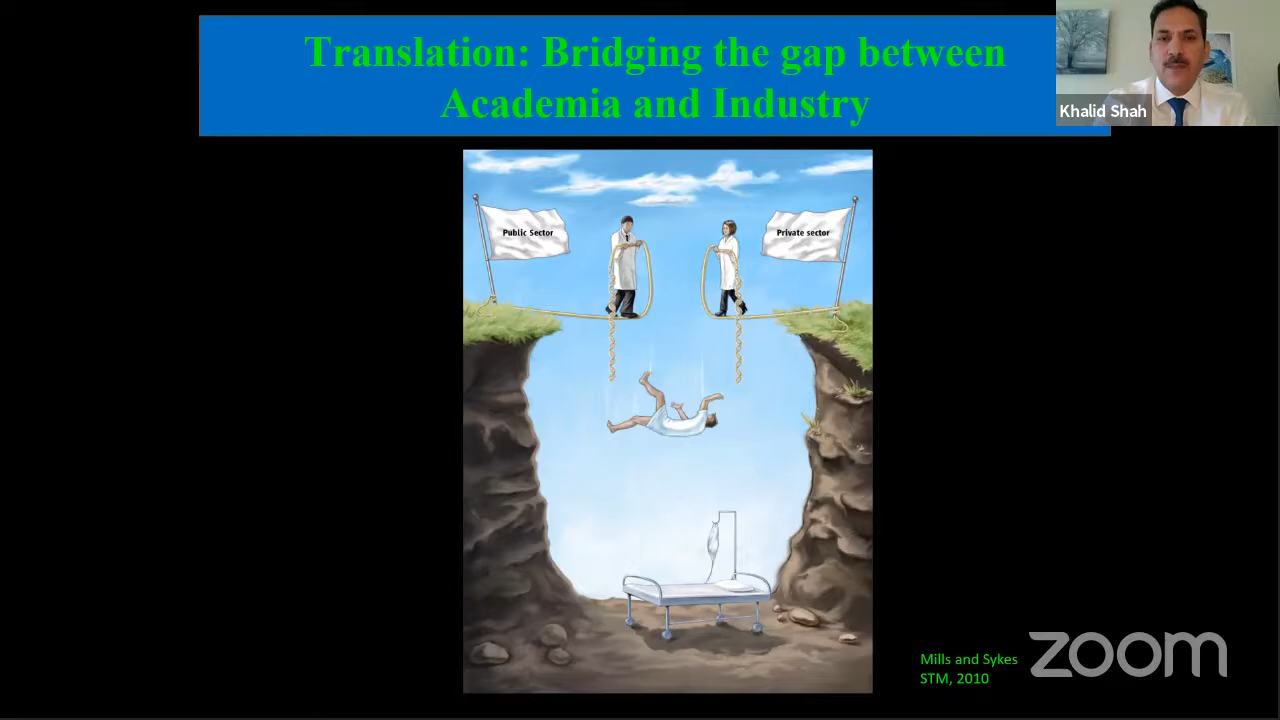 Translation: Bridging the gap between
Academia and Industry
Khalid Shah
Public Sector
Private sector
Mills and Sykes
STM, 2010
zoom